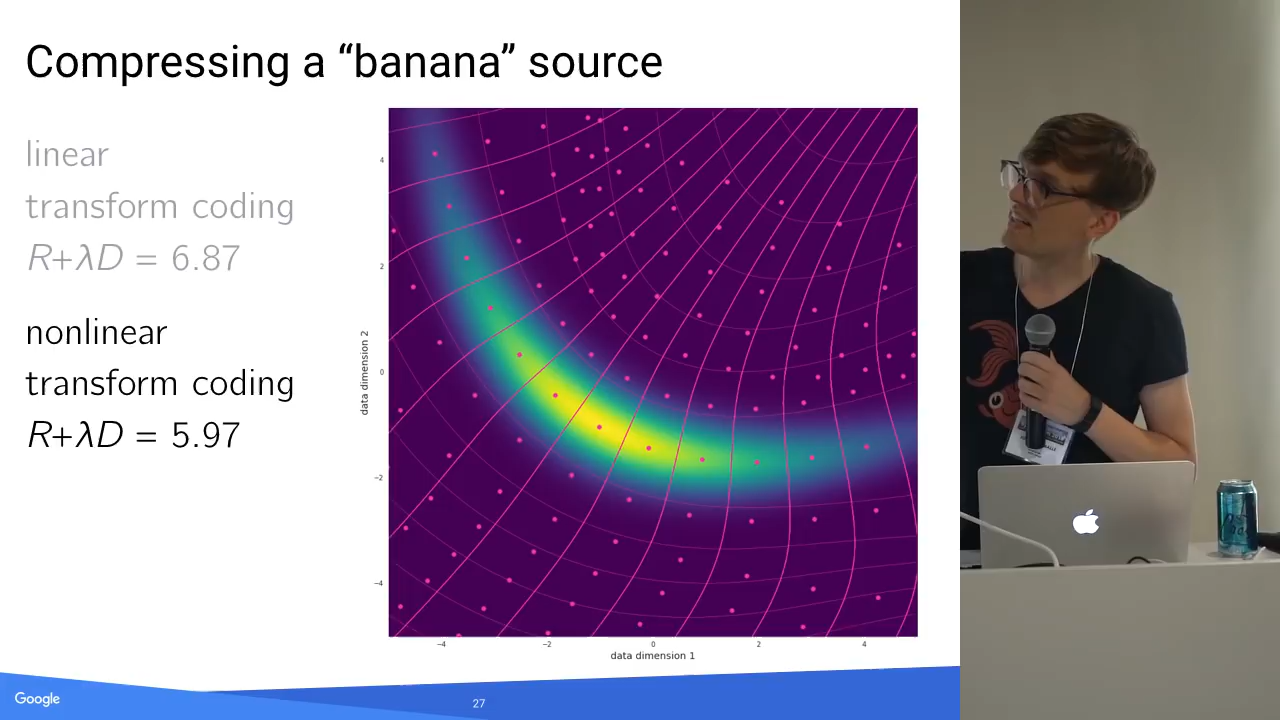 Compressing a “banana” source
linear
transform coding
R+λD = 6.87
nonlinear
transform coding
R+λD = 5.97
data dimension 2
4
2
0
−2
−4
−4
−2
0
2
4
data dimension 1
Google
27